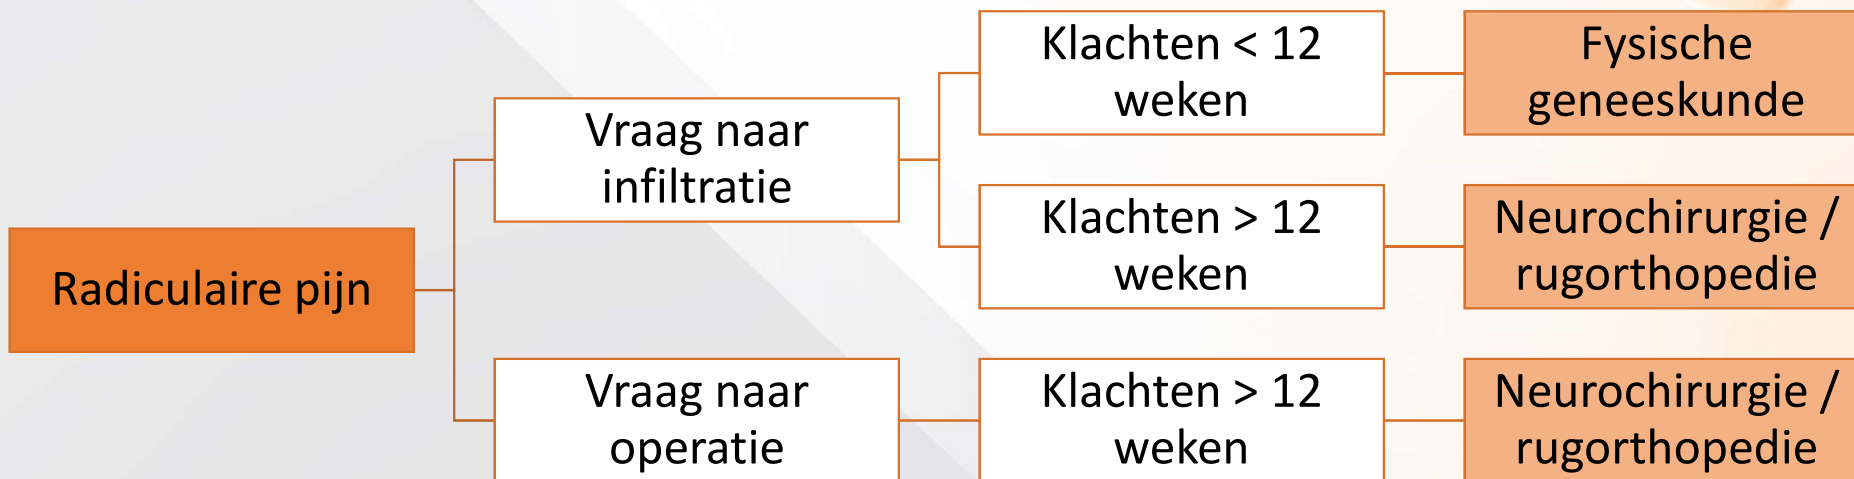 Radiculaire pijn
Vraag naar
infiltratie
Klachten < 12
weken
Fysische
geneeskunde
Klachten > 12
weken
Neurochirurgie /
rugorthopedie
Vraag naar
operatie
Klachten > 12
weken
Neurochirurgie /
rugorthopedie